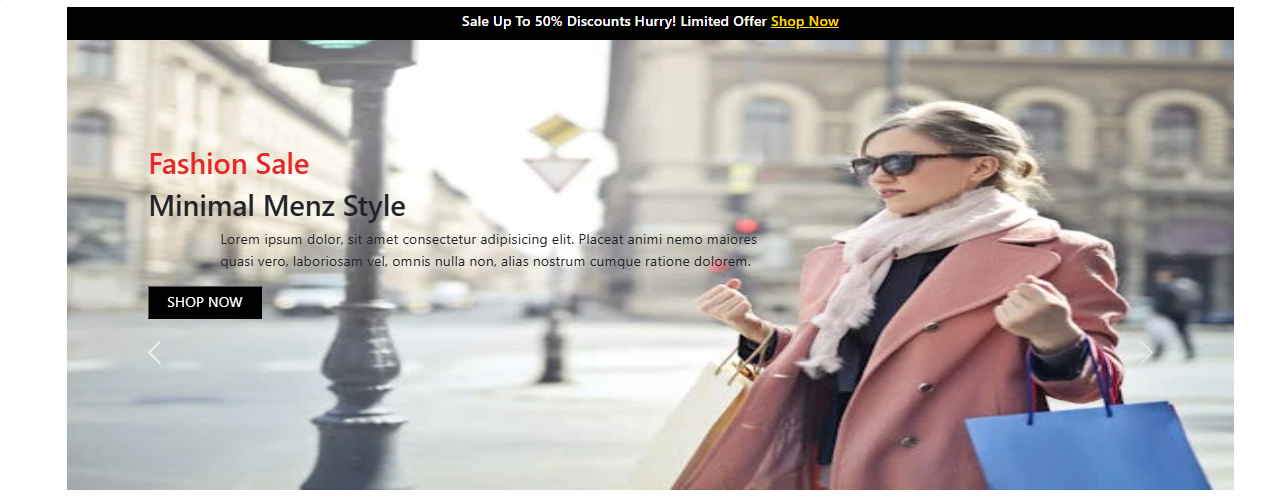 Sale Up To 50% Discounts Hurry! Limited Offer Shop Now
Fashion Sale
Minimal Menz Style
Lorem ipsum dolor, sit amet consectetur adipisicing elit. Placeat animi nemo maiores
quasi vero, laboriosam vel, omnis nulla non, alias nostrum cumque ratione dolorem.
SHOP NOW